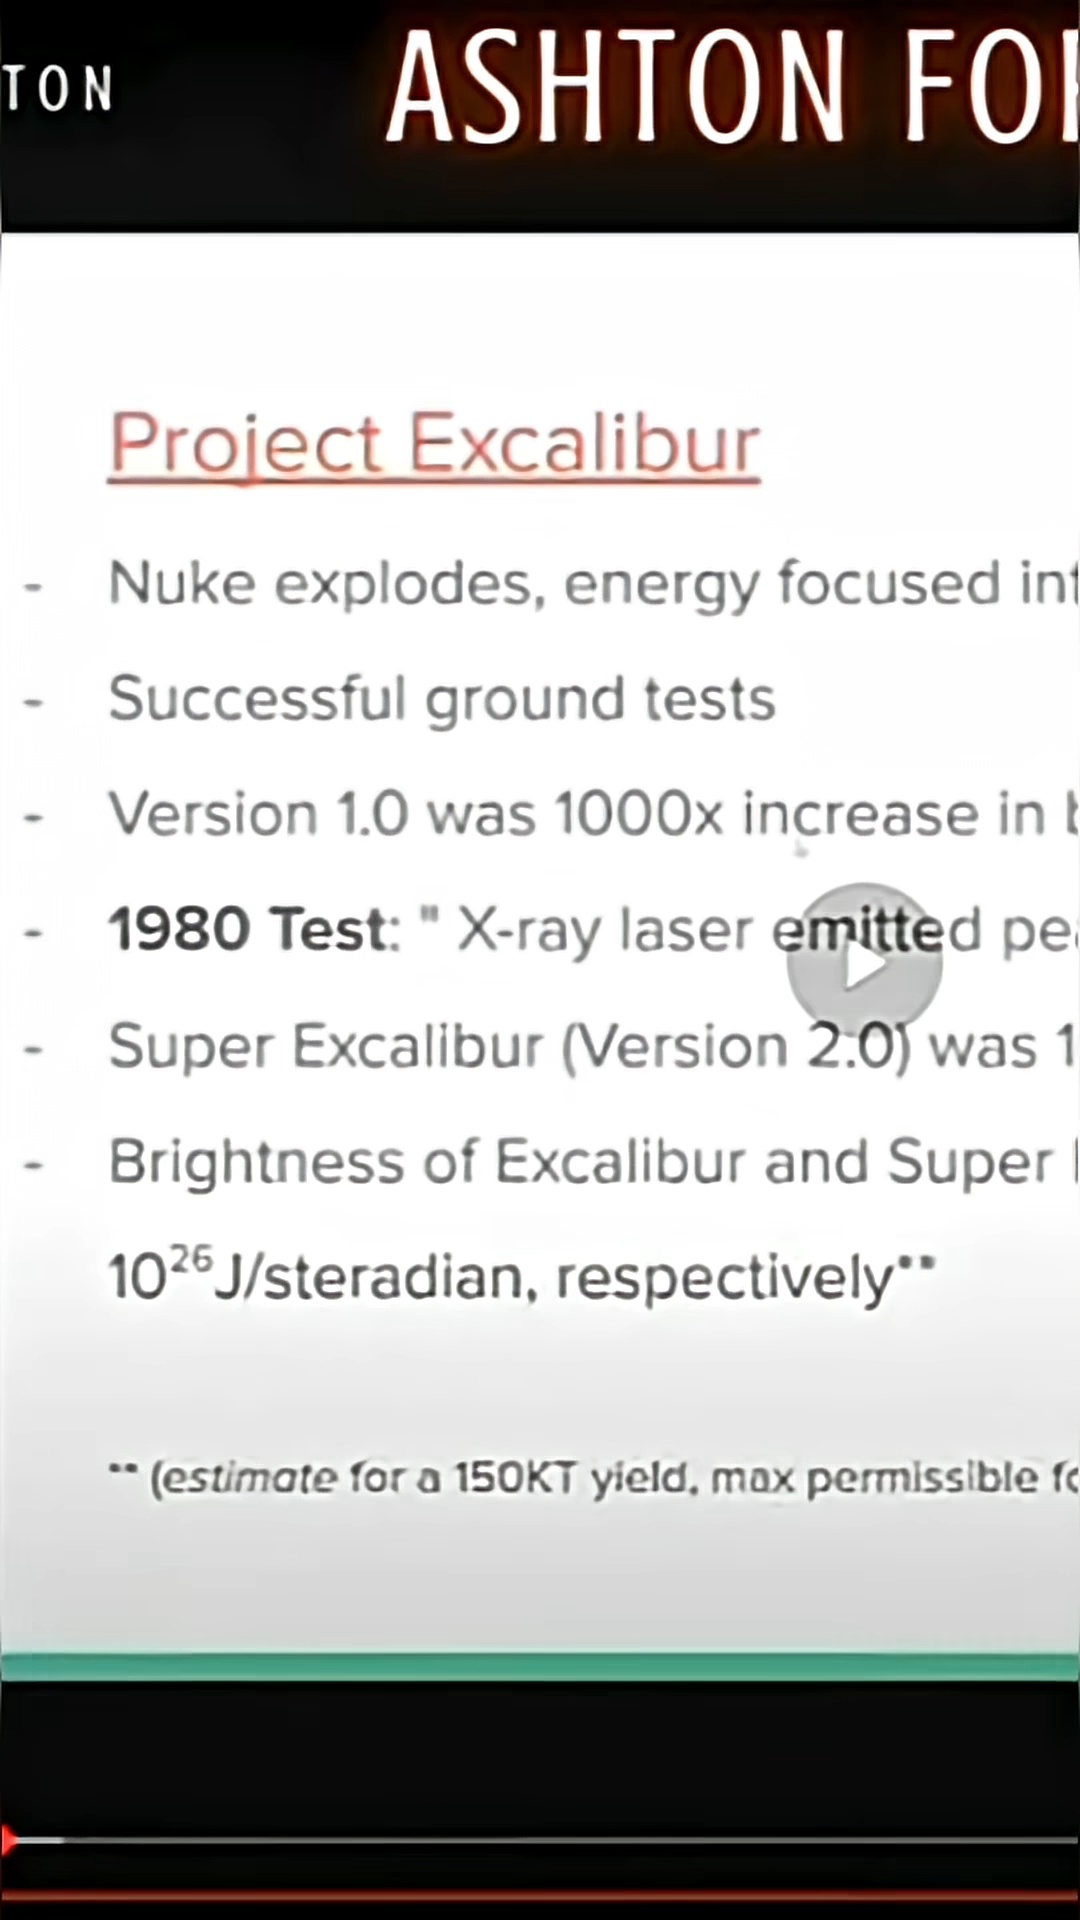 TON
ASHTON FO
Project Excalibur
- Nuke explodes, energy focused in
- Successful ground tests
- Version 1.0 was 1000x increase in
- 1980 Test: " X-ray laser emitted pe
- Super Excalibur (Version 2.0) was 1
- Brightness of Excalibur and Super
10²⁶ J/steradian, respectively**
** (estimate for a 150KT yield, max permissible fo